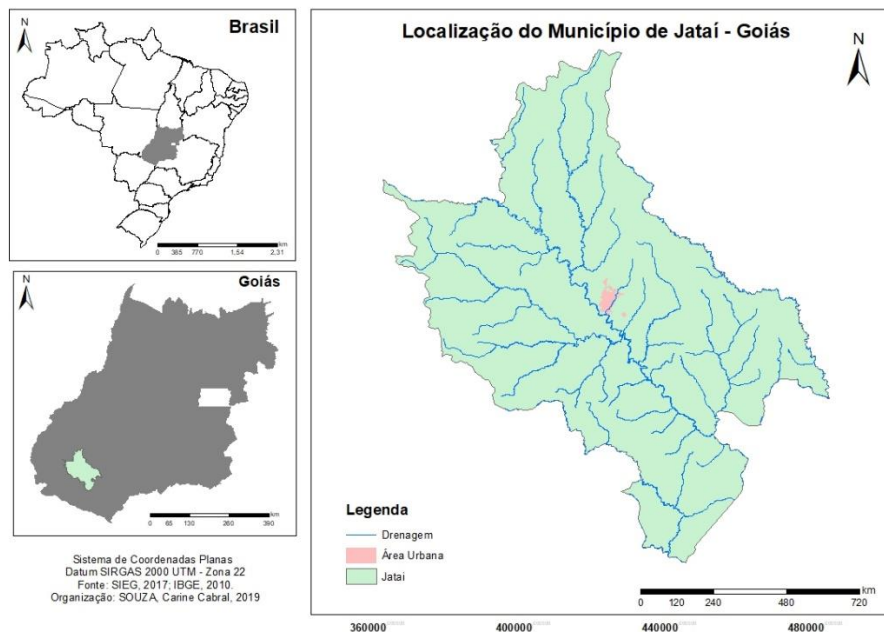 N
Brasil
km
0 385 770 1,54 2,31
N
Goiás
km
0 65 130 260 390
Sistema de Coordenadas Planas
Datum SIRGAS 2000 UTM - Zona 22
Fonte: SIEG, 2017; IBGE, 2010.
Organização: SOUZA, Carine Cabral, 2019
Localização do Município de Jataí - Goiás
N
Legenda
Drenagem
Área Urbana
Jatai
km
0 120 240 480 720
360000 400000 440000 480000